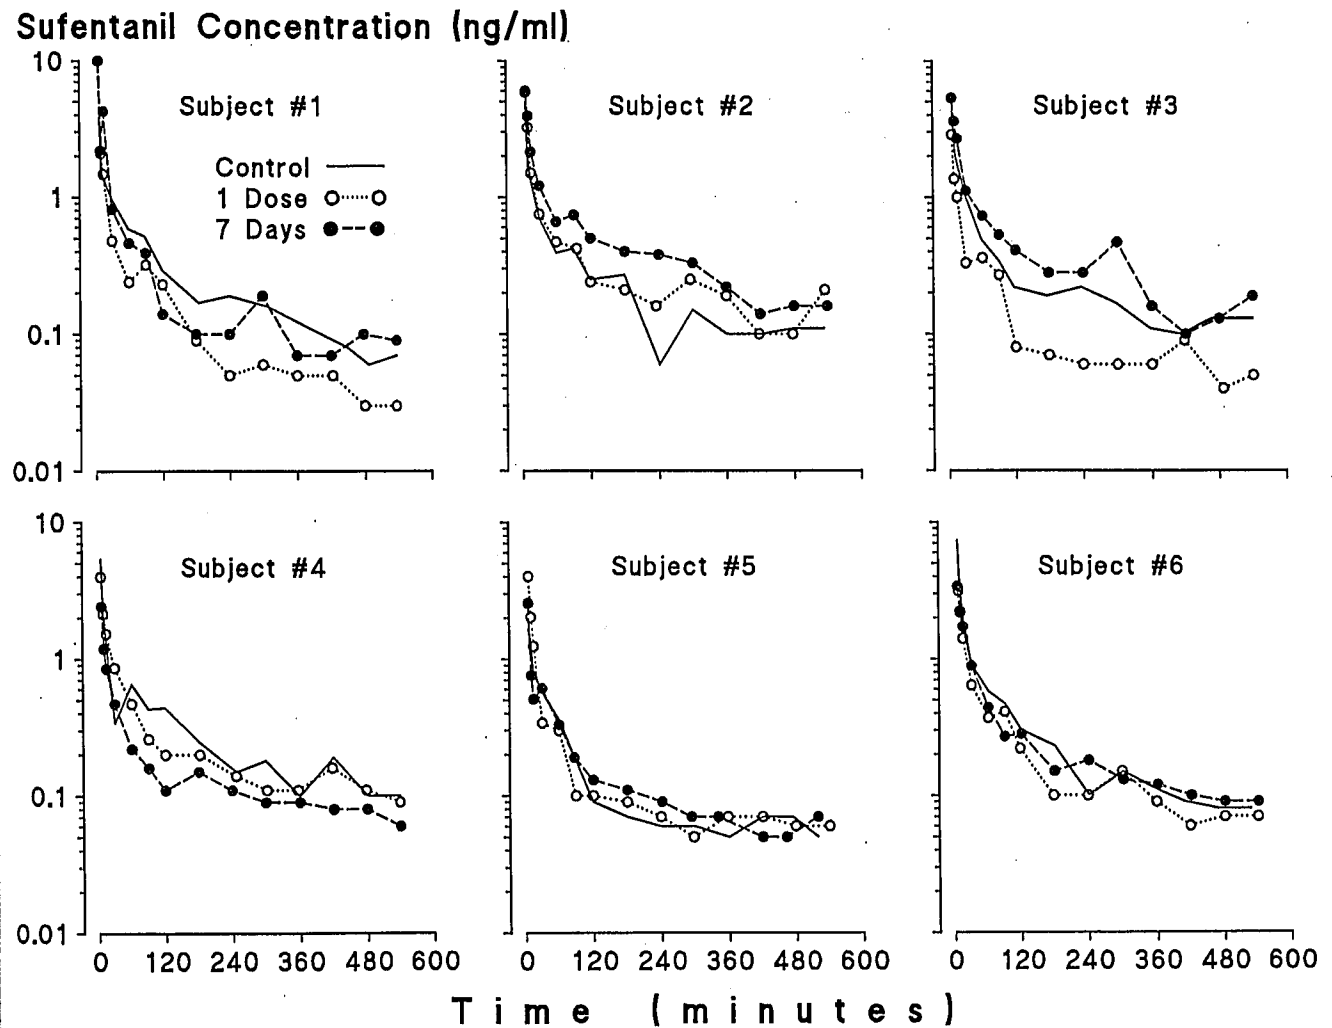 Sufentanil Concentration (ng/ml)
10
1
0.1
0.01
Subject #1
Control
1 Dose
7 Days
Subject #2
Subject #3
10
1
0.1
0.01
Subject #4
Subject #5
Subject #6
0 120 240 360 480 600
0 120 240 360 480 600
0 120 240 360 480 600
Time (minutes)